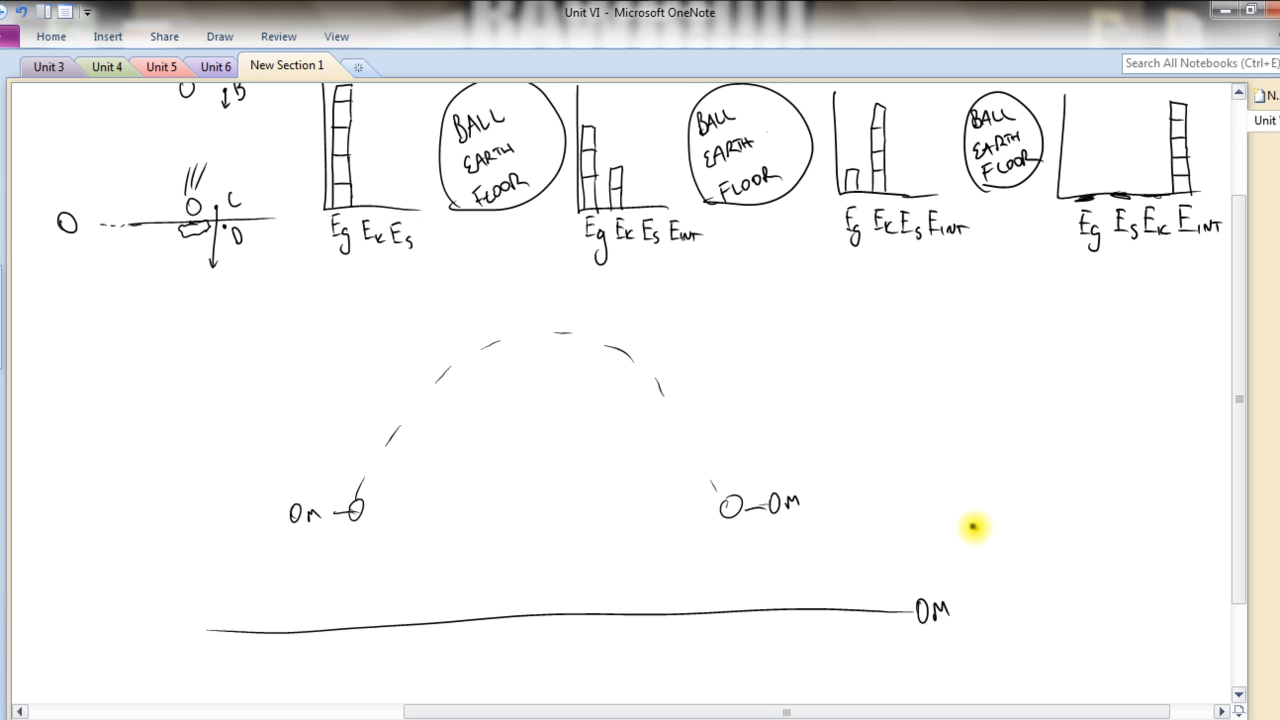 Unit VI - Microsoft OneNote
Home Insert Share Draw Review View
Unit 3 Unit 4 Unit 5 Unit 6 New Section 1
Search All Notebooks (Ctrl+E)
N..
Unit
O B
BALL
EARTH
FLOOR
BALL
EARTH
FLOOR
BALL
EARTH
FLOOR
O C
D
Eg Ek Es
Eg Ek Es EINT
Eg Ek Es EINT
Eg Es Ek EINT
0m
0m
0m